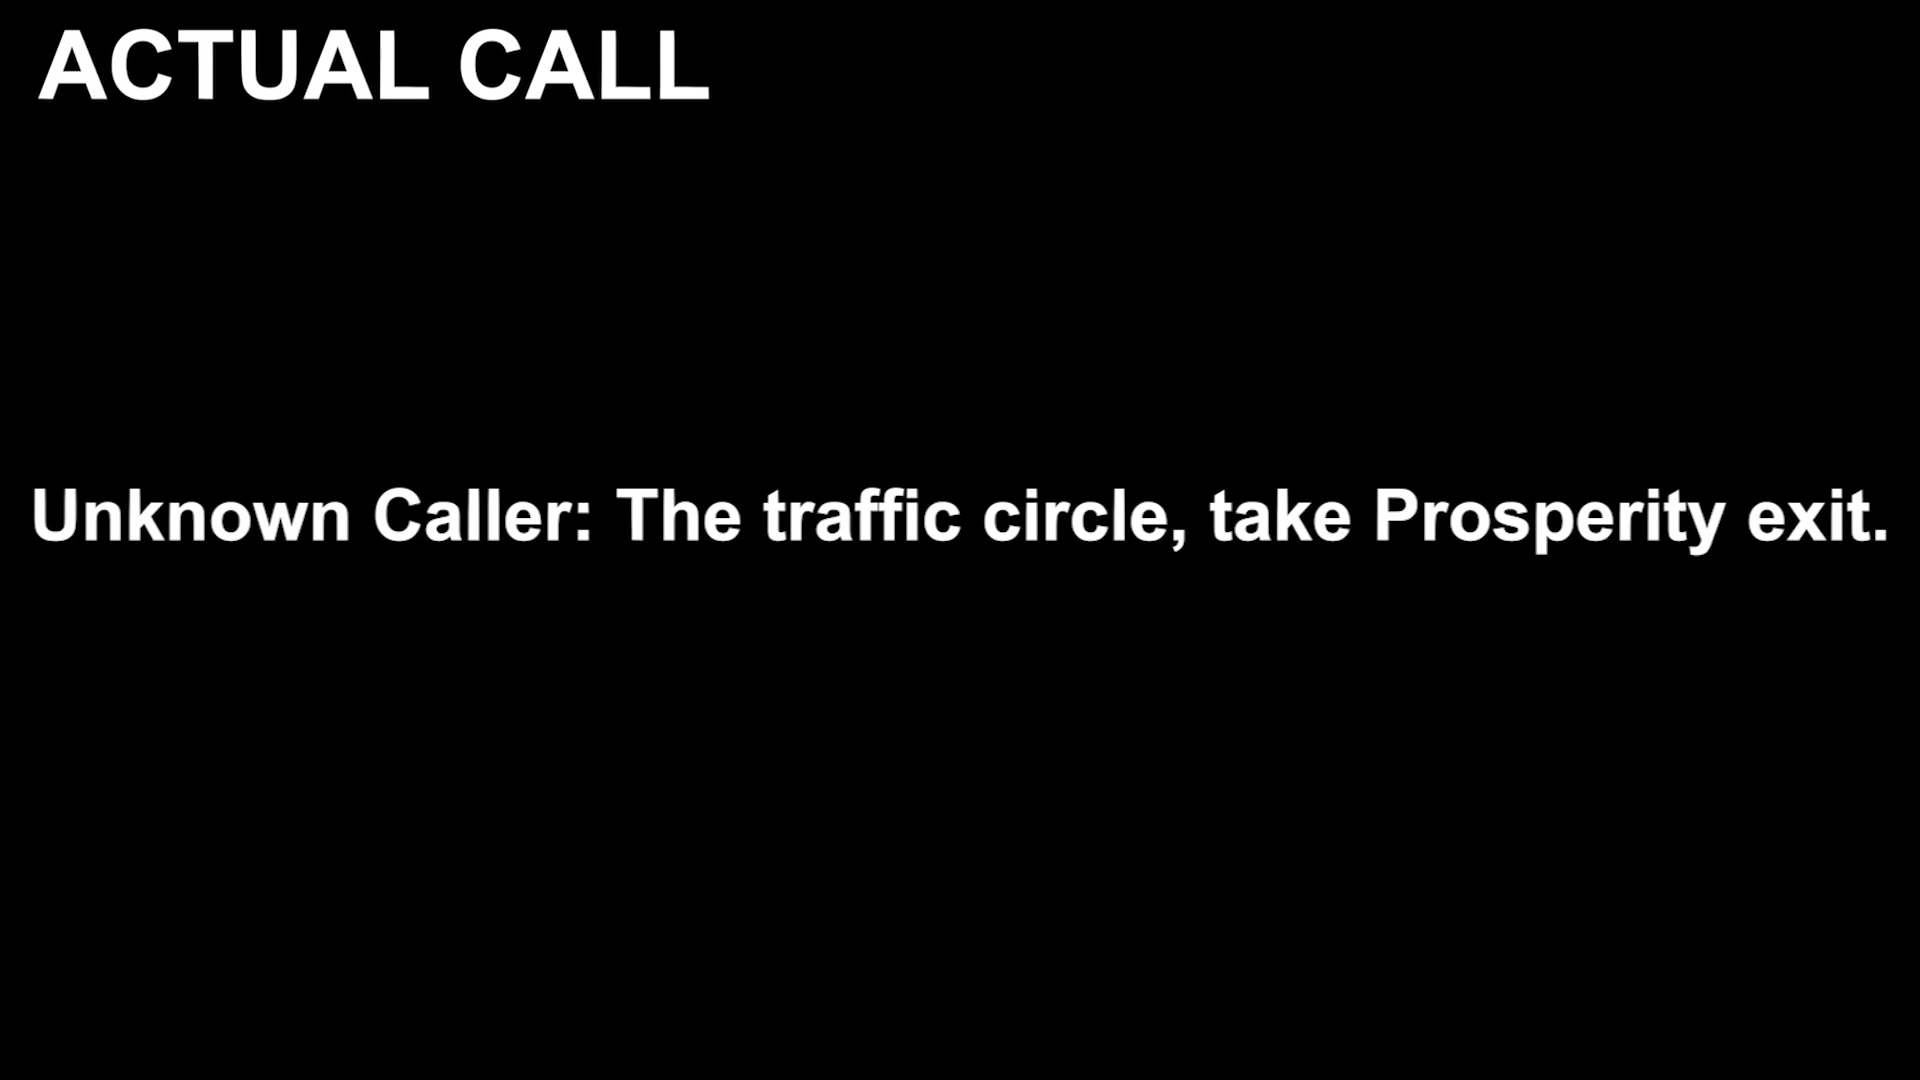 ACTUAL CALL
Unknown Caller: The traffic circle, take Prosperity exit.